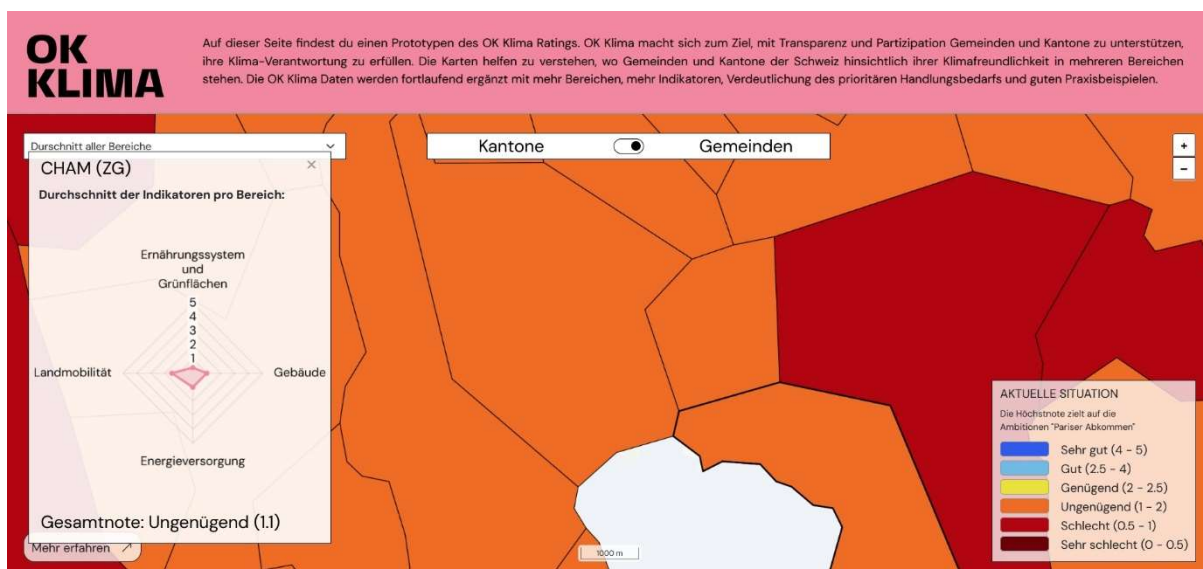 OK
KLIMA
Auf dieser Seite findest du einen Prototypen des OK Klima Ratings. OK Klima macht sich zum Ziel, mit Transparenz und Partizipation Gemeinden und Kantone zu unterstützen,
ihre Klima-Verantwortung zu erfüllen. Die Karten helfen zu verstehen, wo Gemeinden und Kantone der Schweiz hinsichtlich ihrer Klimafreundlichkeit in mehreren Bereichen
stehen. Die OK Klima Daten werden fortlaufend ergänzt mit mehr Bereichen, mehr Indikatoren, Verdeutlichung des prioritären Handlungsbedarfs und guten Praxisbeispielen.
Durschnitt aller Bereiche
Kantone Gemeinden
+
−
CHAM (ZG) ×
Durchschnitt der Indikatoren pro Bereich:
Ernährungssystem
und
Grünflächen
5
4
3
2
1
Landmobilität Gebäude
Energieversorgung
Gesamtnote: Ungenügend (1.1)
Mehr erfahren ↗
1000 m
AKTUELLE SITUATION
Die Höchstnote zielt auf die
Ambitionen "Pariser Abkommen"
Sehr gut (4 - 5)
Gut (2.5 - 4)
Genügend (2 - 2.5)
Ungenügend (1 - 2)
Schlecht (0.5 - 1)
Sehr schlecht (0 - 0.5)